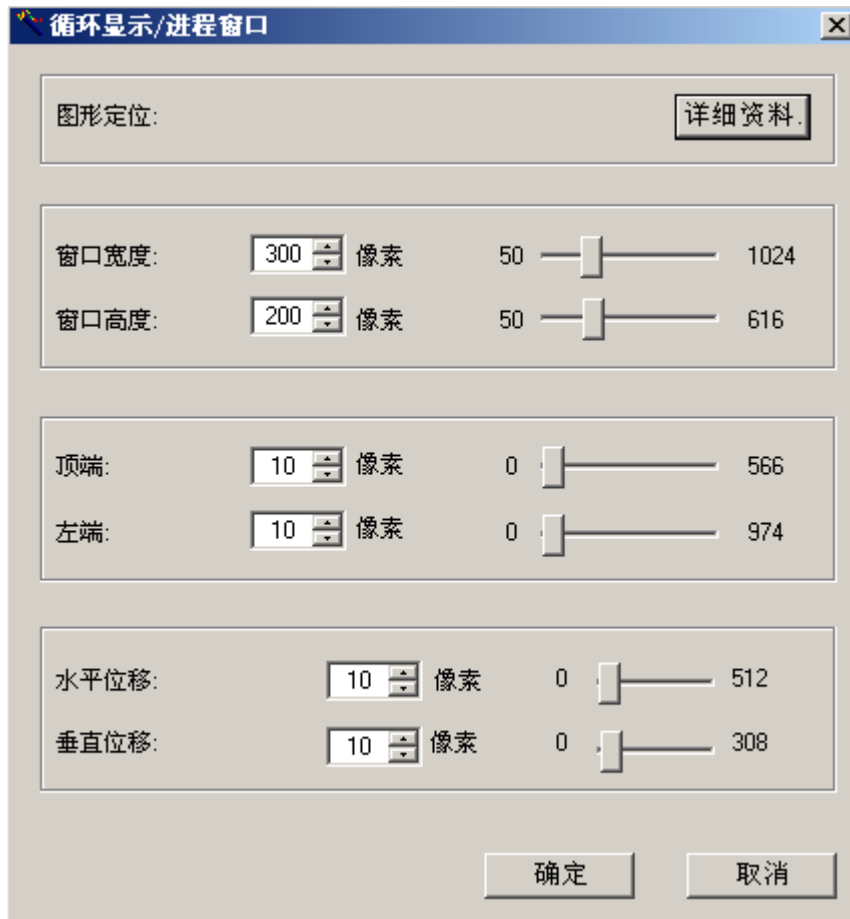 循环显示/进程窗口
图形定位: 详细资料.
窗口宽度: 300 像素 50 1024
窗口高度: 200 像素 50 616
顶端: 10 像素 0 566
左端: 10 像素 0 974
水平位移: 10 像素 0 512
垂直位移: 10 像素 0 308
确定 取消